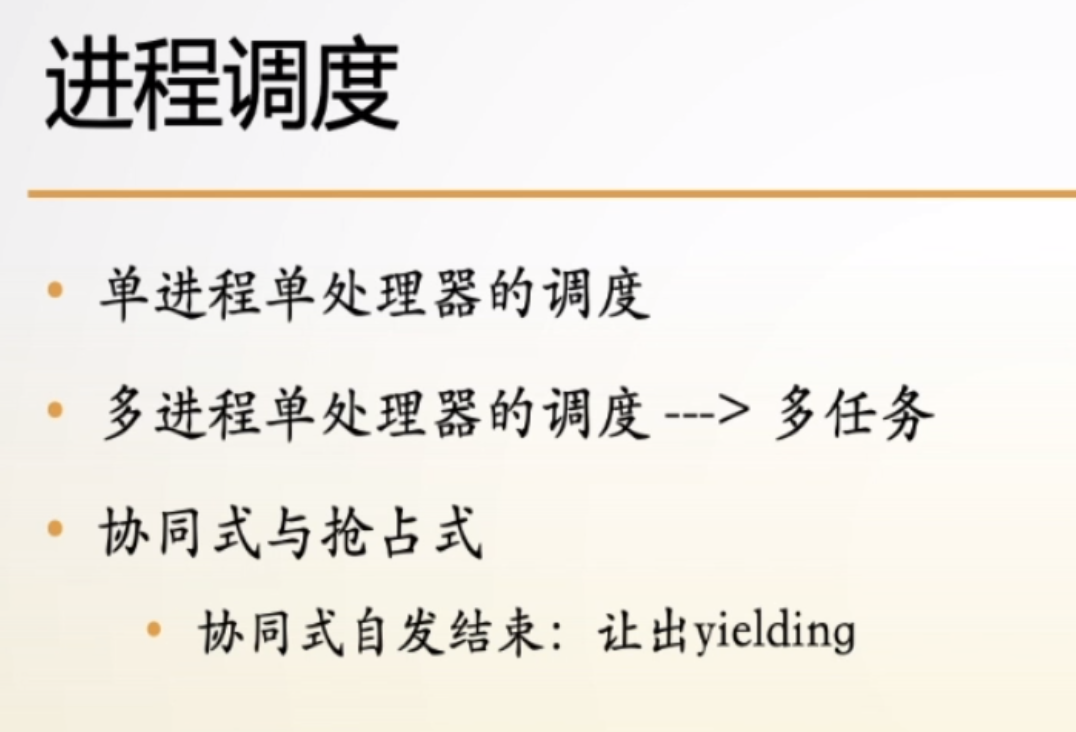 进程调度
• 单进程单处理器的调度
• 多进程单处理器的调度 ---> 多任务
• 协同式与抢占式
• 协同式自发结束：让出yielding